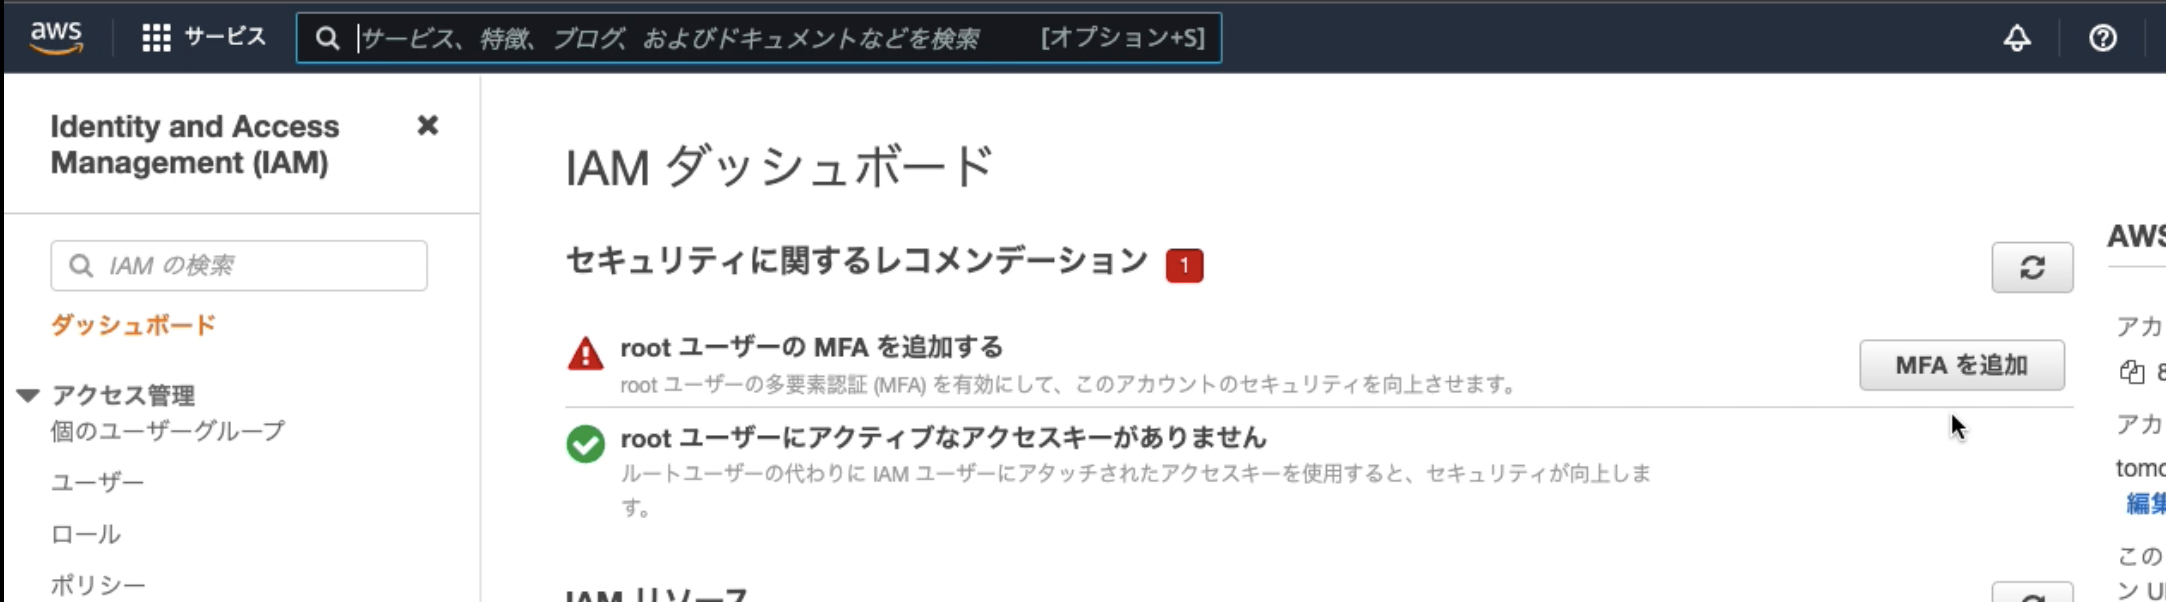 aws
サービス
サービス、特徴、ブログ、およびドキュメントなどを検索
[オプション+S]
Identity and Access
Management (IAM)
IAM の検索
ダッシュボード
アクセス管理
個のユーザーグループ
ユーザー
ロール
ポリシー
IAM ダッシュボード
セキュリティに関するレコメンデーション 1
root ユーザーの MFA を追加する
root ユーザーの多要素認証 (MFA) を有効にして、このアカウントのセキュリティを向上させます。
MFA を追加
root ユーザーにアクティブなアクセスキーがありません
ルートユーザーの代わりに IAM ユーザーにアタッチされたアクセスキーを使用すると、セキュリティが向上しま
す。
IAM リソース
AWS
アカ
8
アカ
tomo
編集
この
ン U